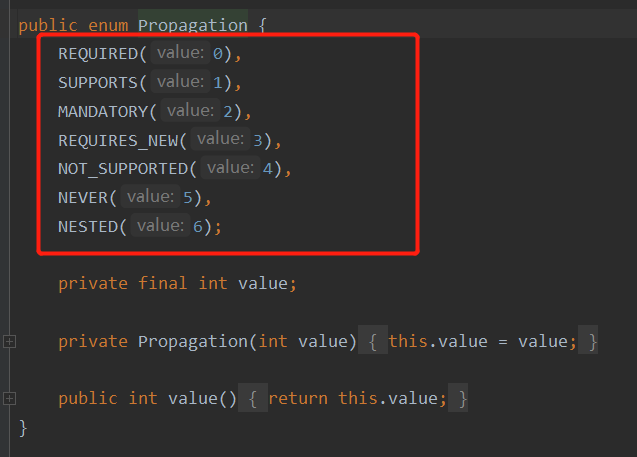 public enum Propagation {
REQUIRED( value: 0),
SUPPORTS( value: 1),
MANDATORY( value: 2),
REQUIRES_NEW( value: 3),
NOT_SUPPORTED( value: 4),
NEVER( value: 5),
NESTED( value: 6);
private final int value;
private Propagation(int value) { this.value = value; }
public int value() { return this.value; }
}